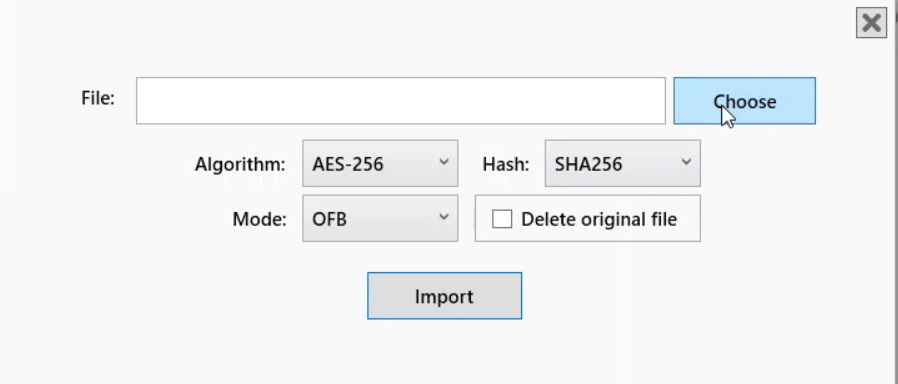 File: Choose
Algorithm: AES-256 Hash: SHA256
Mode: OFB Delete original file
Import